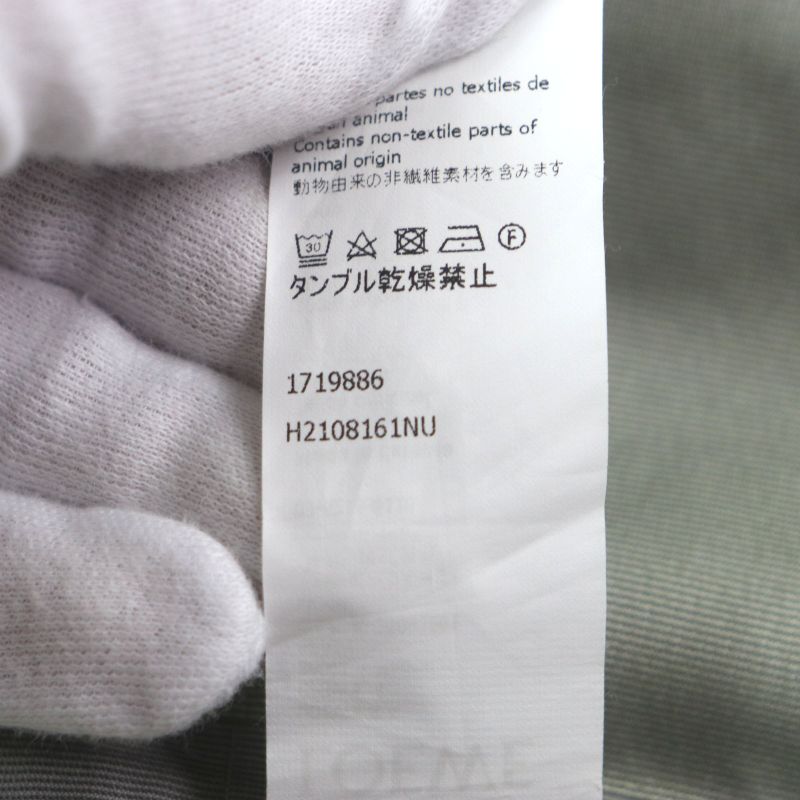 partes no textiles de
animal
Contains non-textile parts of
animal origin
動物由来の非繊維素材を含みます
30 F
タンブル乾燥禁止
1719886
H2108161NU